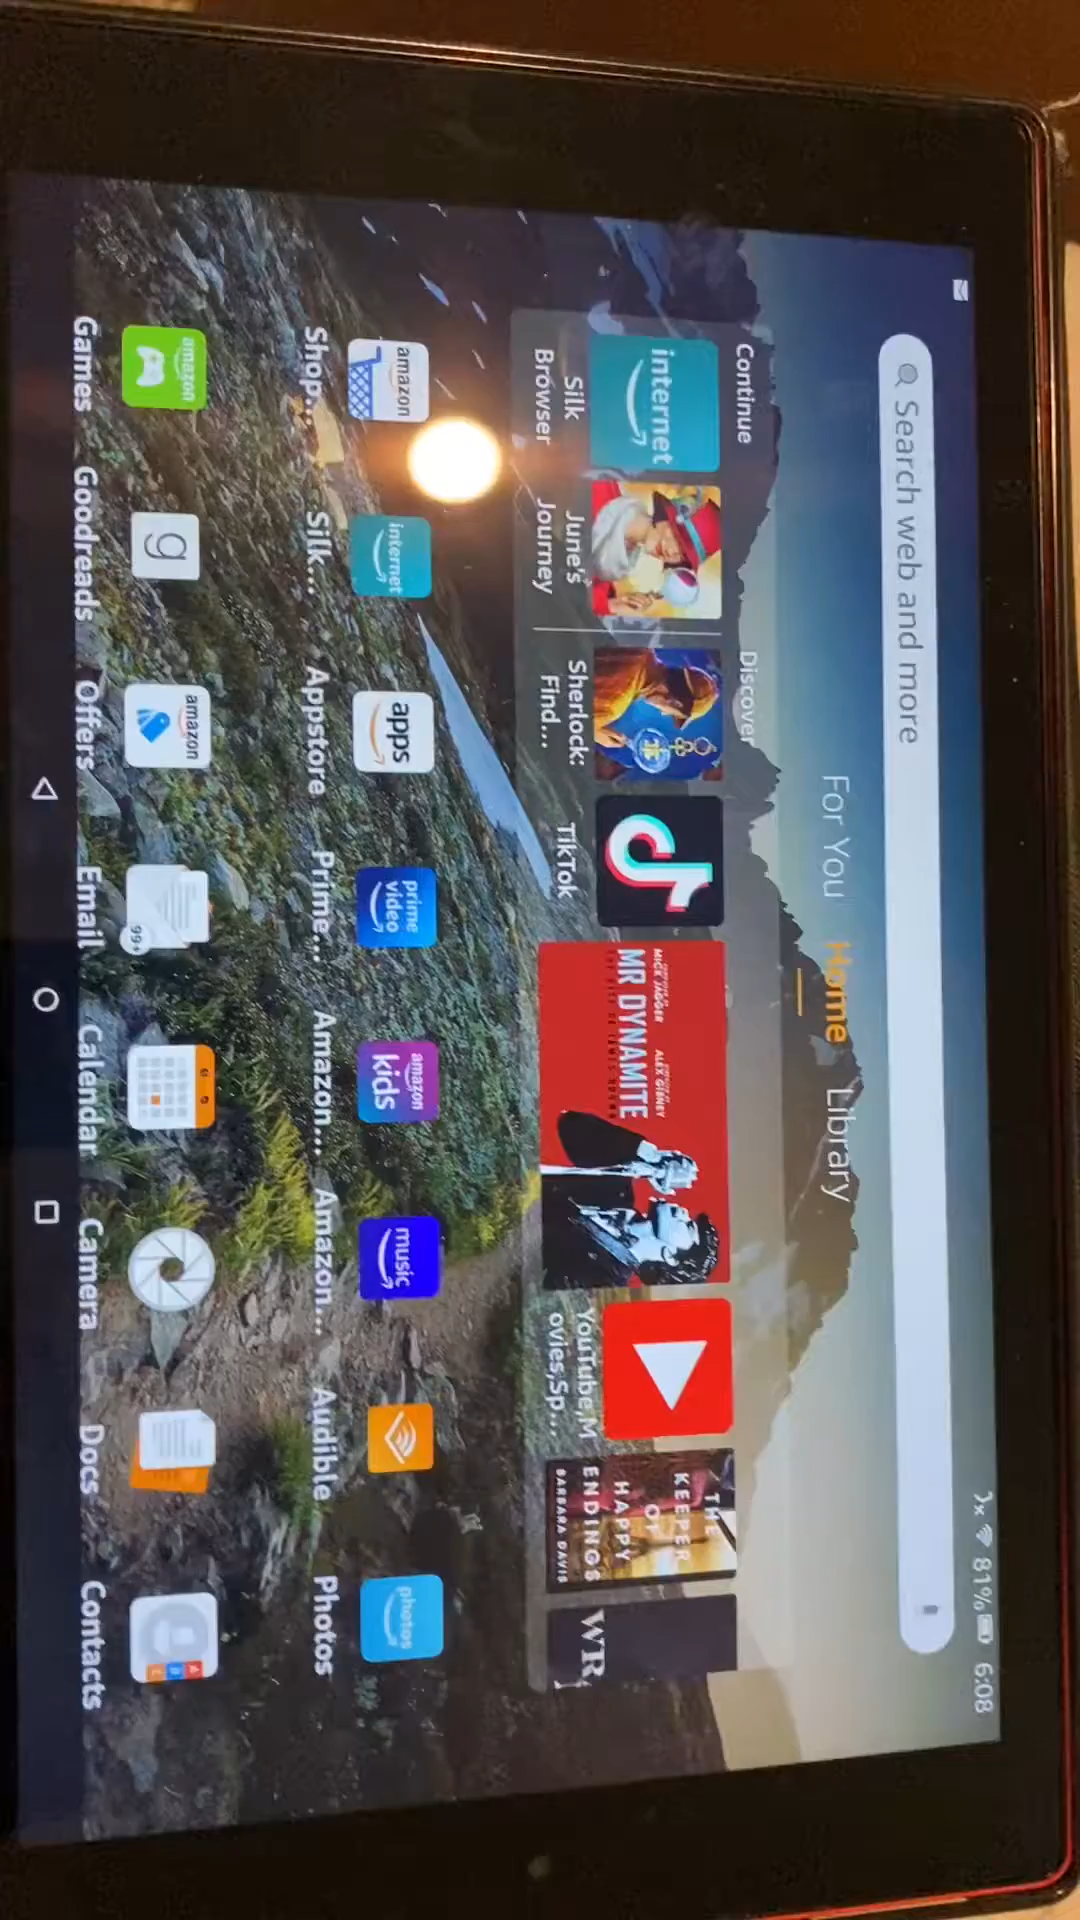 81% 6:08
Search web and more
For You Home Library
Continue
Discover
internet
Silk
Browser
June's
Journey
Sherlock:
Find...
TikTok
MICK JAGGER ALEX GIBNEY
MR DYNAMITE
YouTube,M
ovies,Sp...
THE
KEEPER
OF
HAPPY
ENDINGS
BARBARA DAVIS
WR
amazon
Shop...
internet
Silk...
apps
Appstore
prime
video
Prime...
amazon
kids
Amazon...
music
Amazon...
Audible
photos
Photos
amazon
Games
g
Goodreads
amazon
Offers
99+
Email
Calendar
Camera
Docs
Contacts